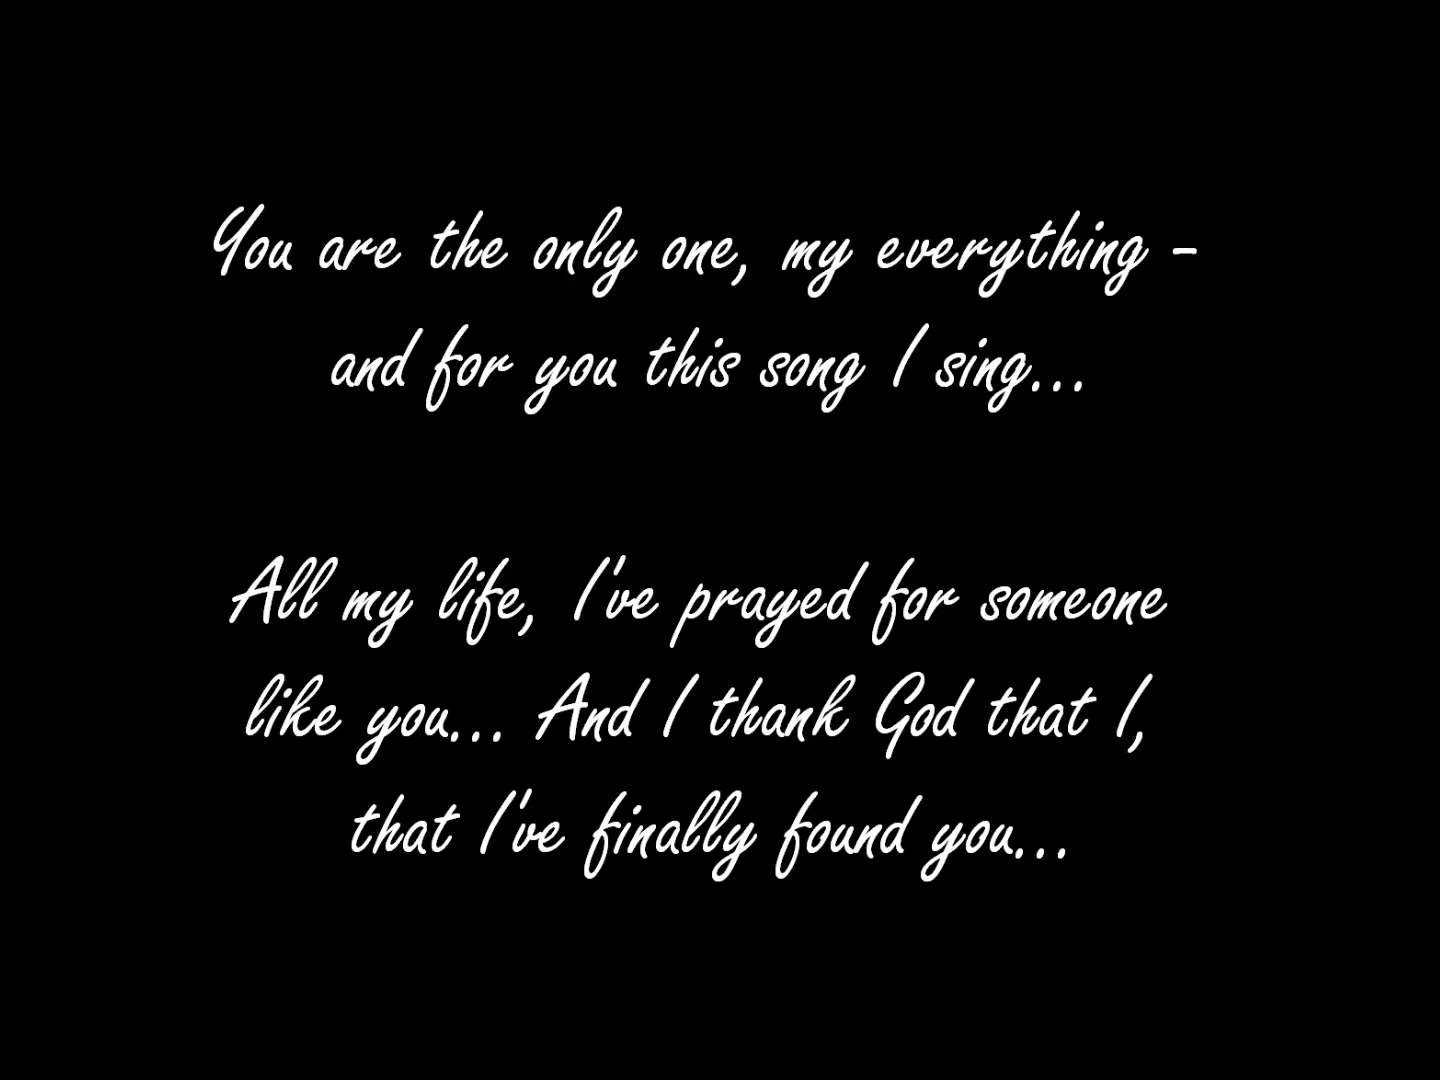 You are the only one, my everything -
and for you this song I sing...
All my life, I've prayed for someone
like you... And I thank God that I,
that I've finally found you...